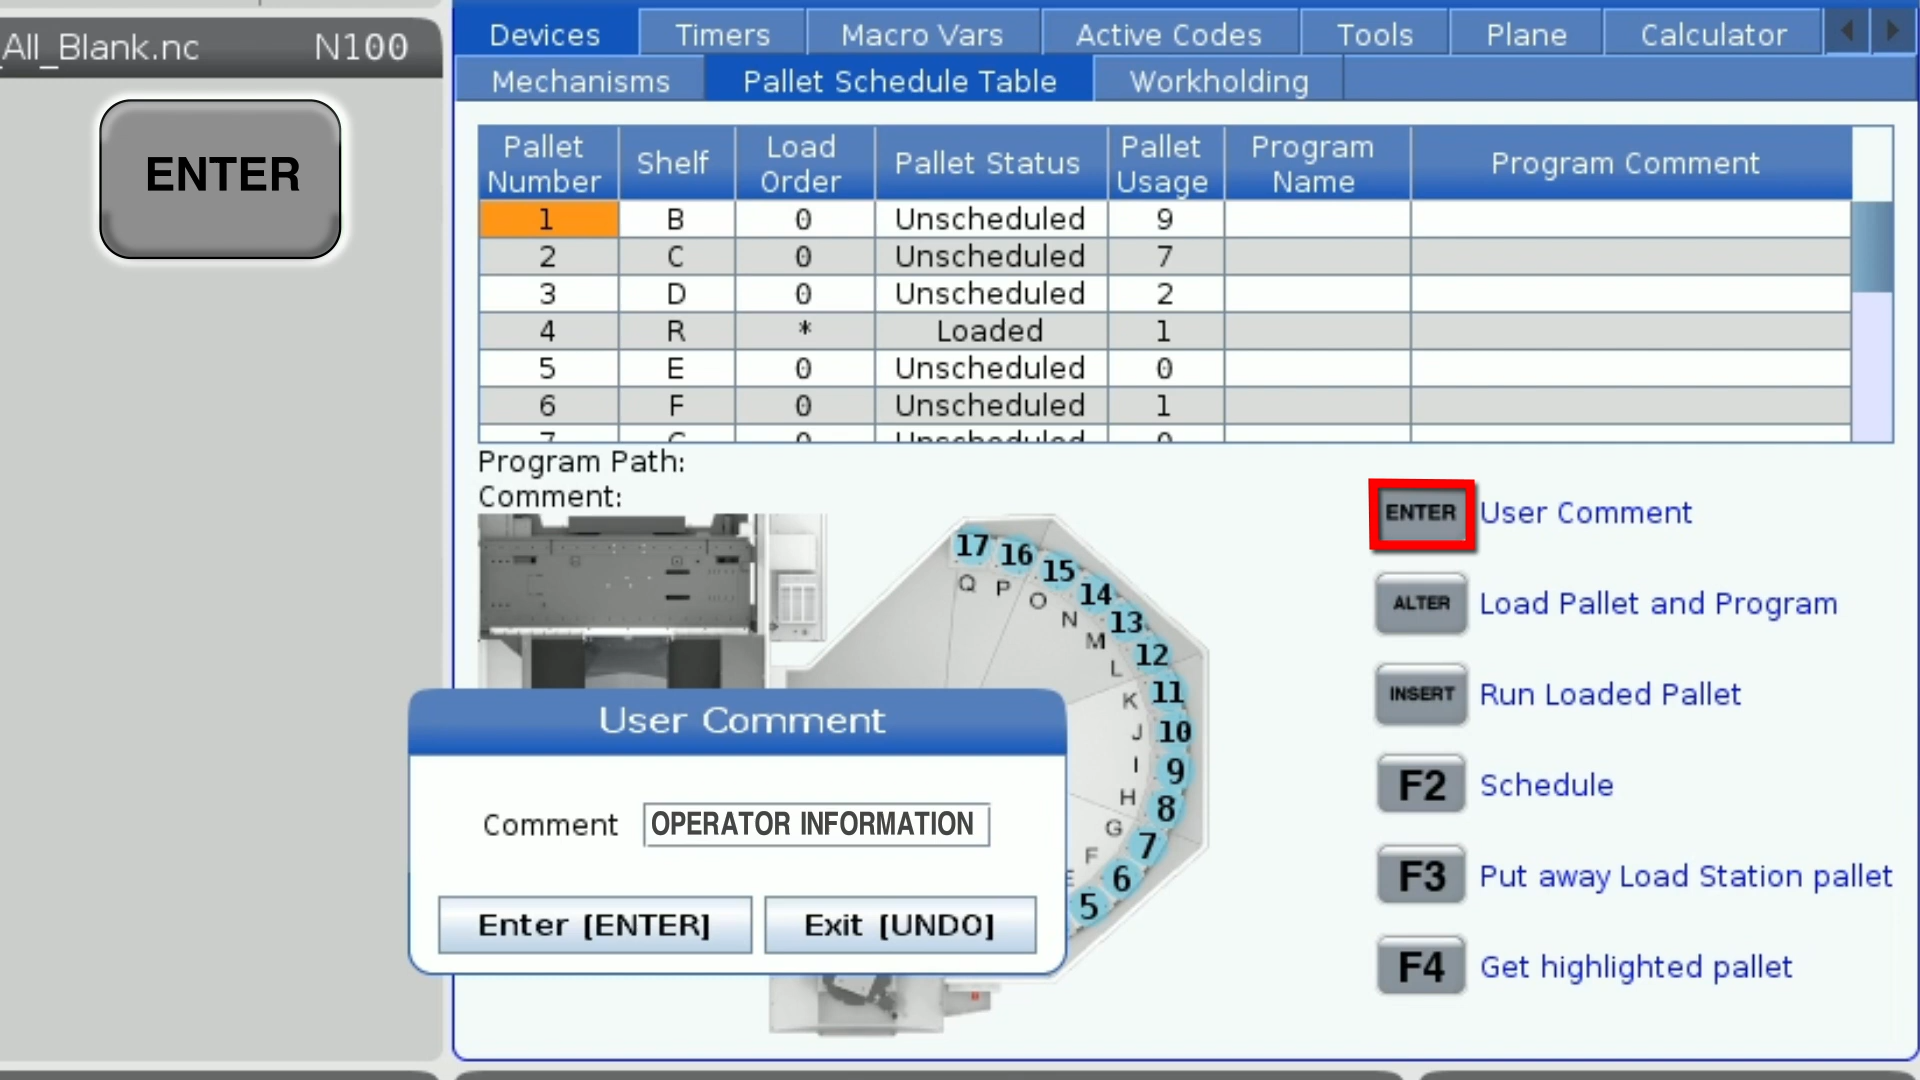 _All_Blank.nc N100
ENTER
Devices Timers Macro Vars Active Codes Tools Plane Calculator
Mechanisms Pallet Schedule Table Workholding
Pallet Number Shelf Load Order Pallet Status Pallet Usage Program Name Program Comment
1 B 0 Unscheduled 9
2 C 0 Unscheduled 7
3 D 0 Unscheduled 2
4 R * Loaded 1
5 E 0 Unscheduled 0
6 F 0 Unscheduled 1
Program Path:
Comment:
17 16 15 14 13 12 11 10 9 8 7 6 5
Q P O N M L K J I H G F E
User Comment
Comment OPERATOR INFORMATION
Enter [ENTER] Exit [UNDO]
ENTER User Comment
ALTER Load Pallet and Program
INSERT Run Loaded Pallet
F2 Schedule
F3 Put away Load Station pallet
F4 Get highlighted pallet